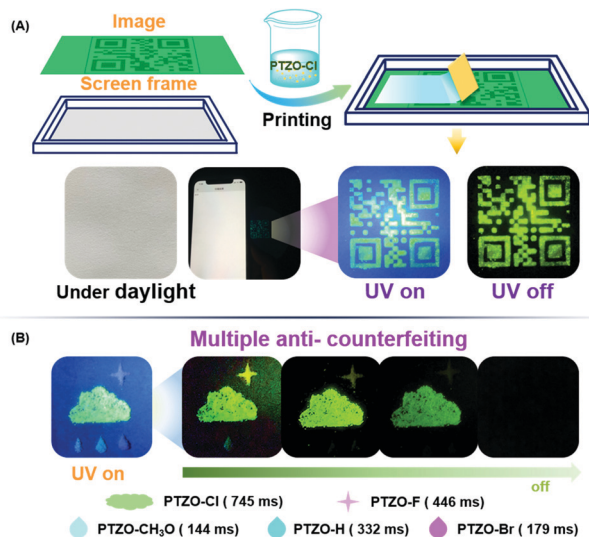 (A)
Image
Screen frame
PTZO-Cl
Printing
Under daylight
UV on
UV off
(B)
Multiple anti- counterfeiting
UV on
off
PTZO-Cl ( 745 ms)
PTZO-F ( 446 ms)
PTZO-CH₃O ( 144 ms)
PTZO-H ( 332 ms)
PTZO-Br ( 179 ms)